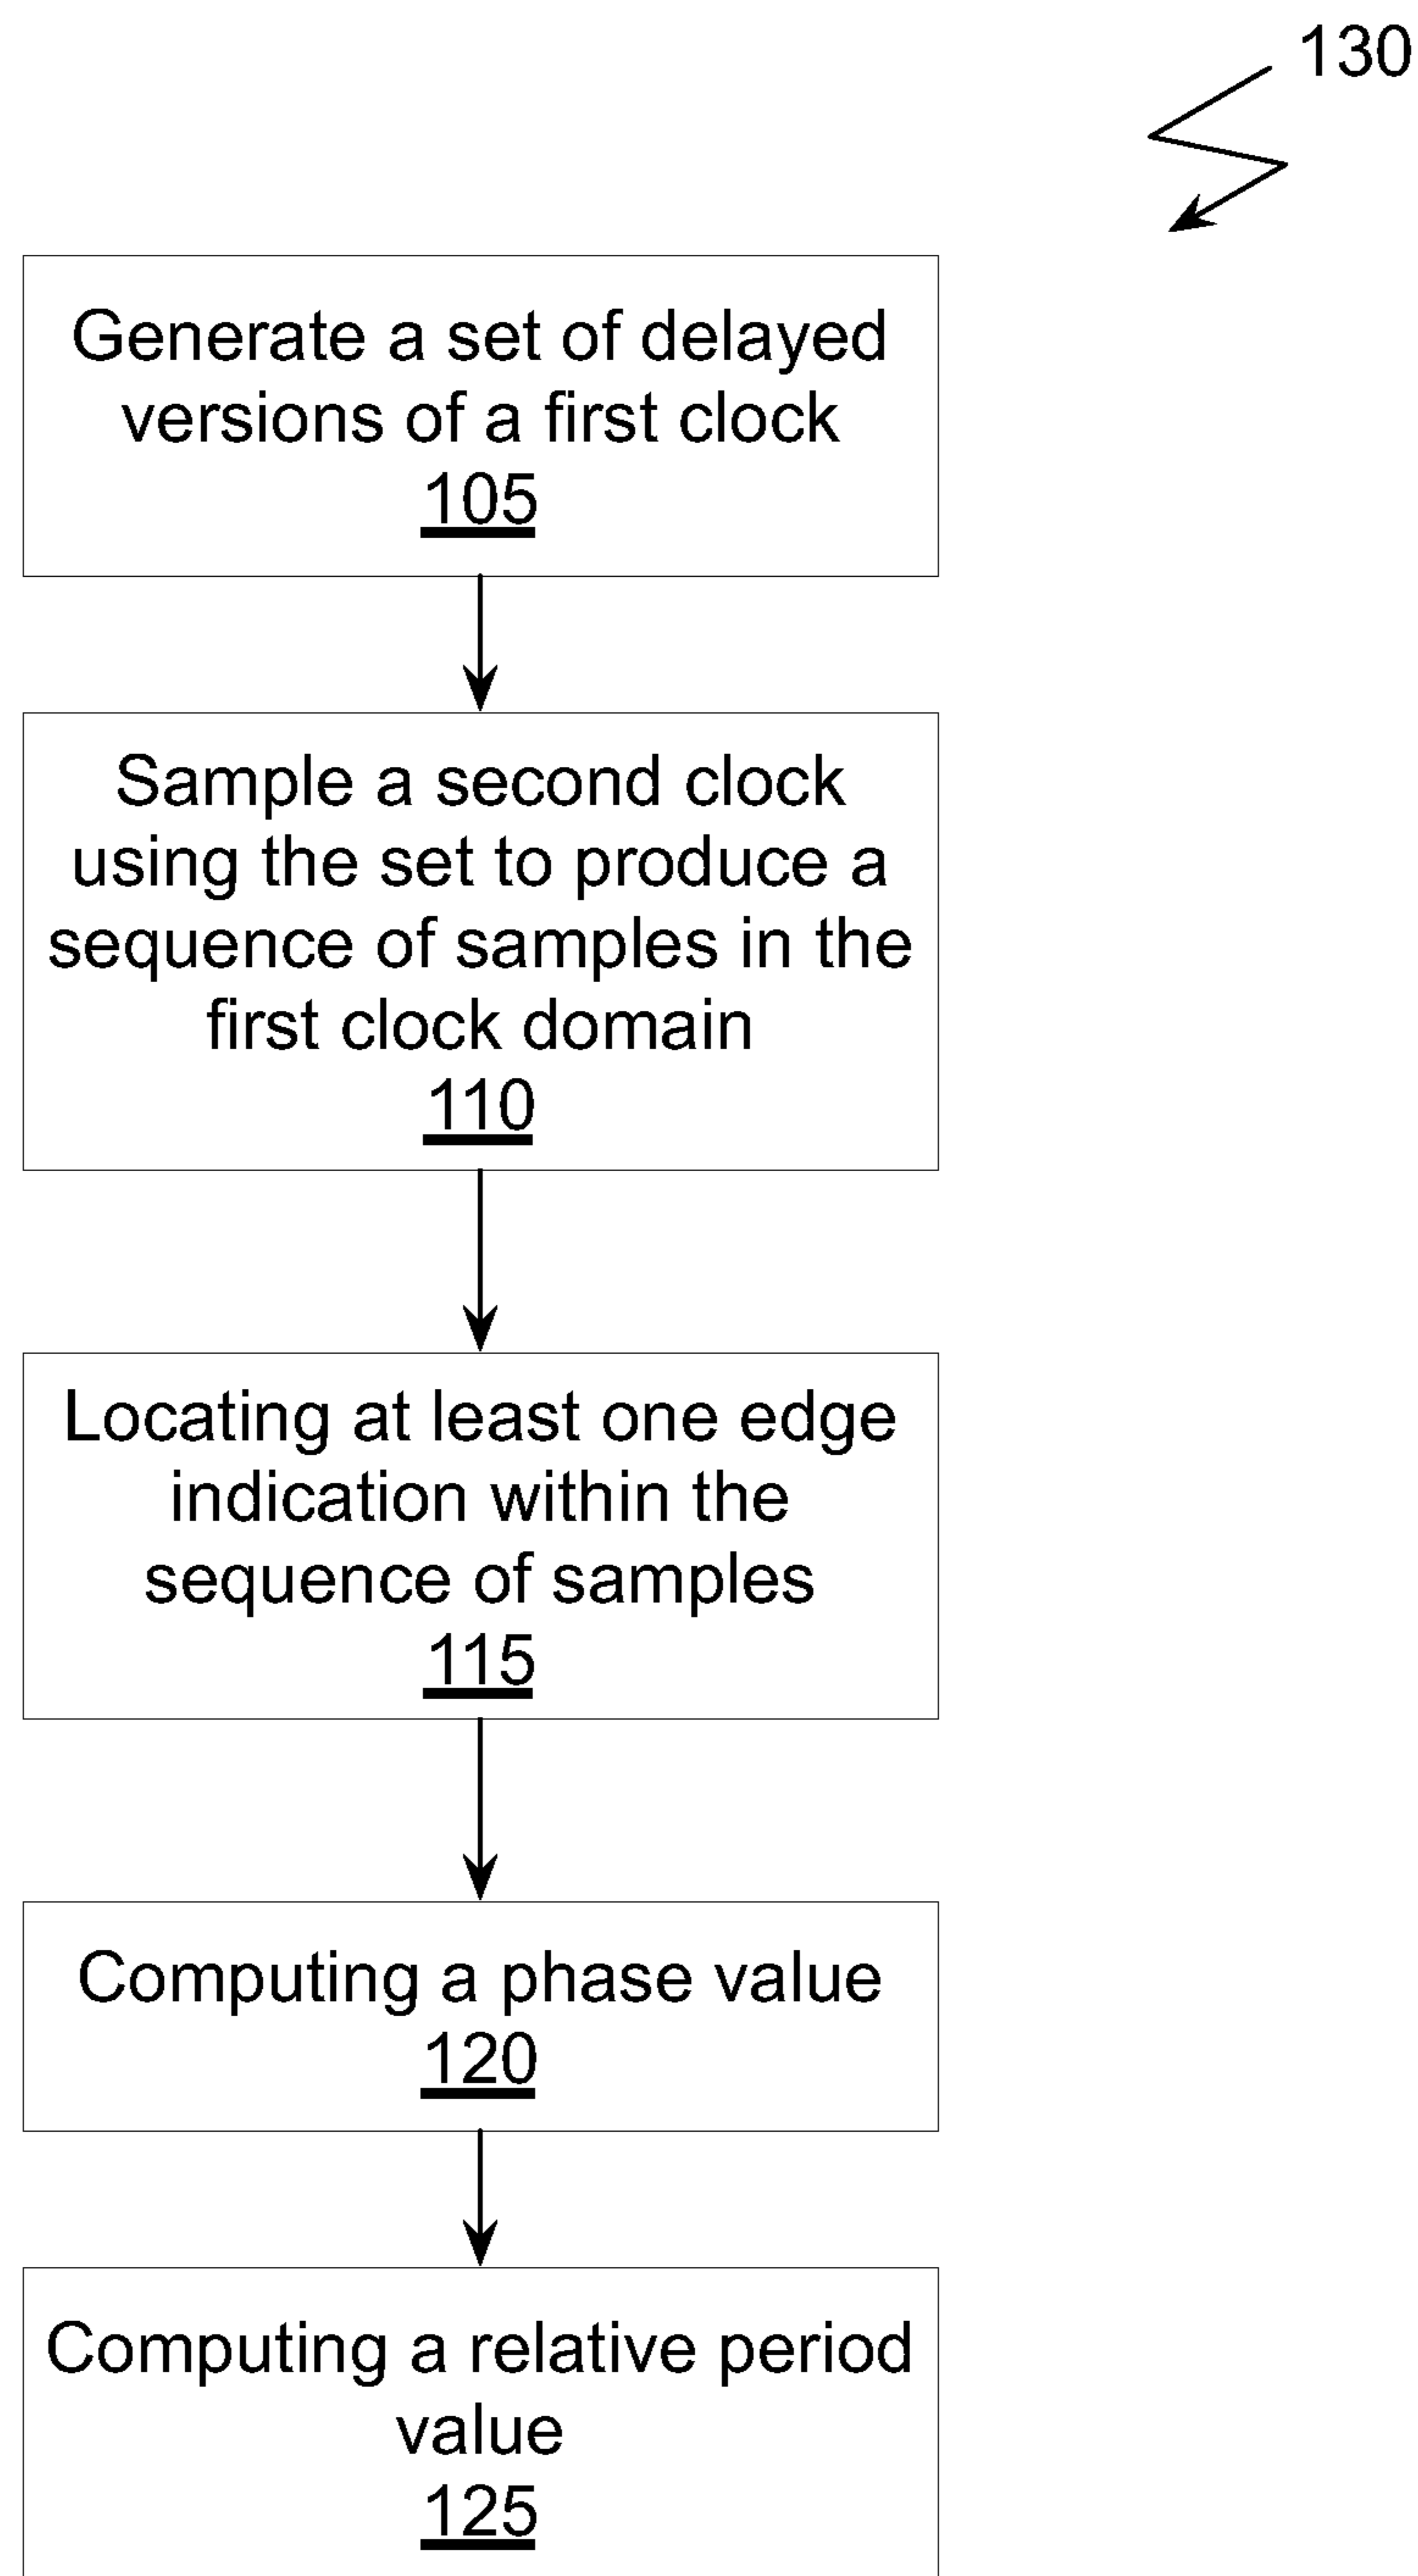 130
Generate a set of delayed
versions of a first clock
105
Sample a second clock
using the set to produce a
sequence of samples in the
first clock domain
110
Locating at least one edge
indication within the
sequence of samples
115
Computing a phase value
120
Computing a relative period
value
125